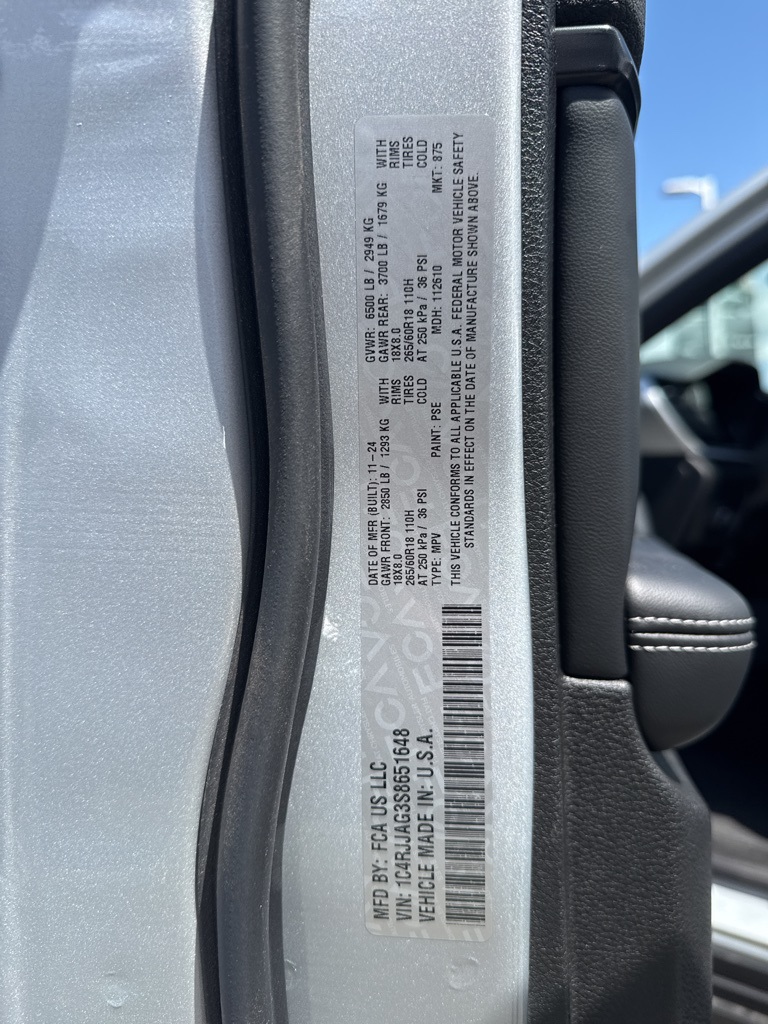 MFD BY: FCA US LLC
VIN: 1C4RJJAG3S8651648
VEHICLE MADE IN: U.S.A.
DATE OF MFR (BUILT): 11-24 GVWR: 6500 LB / 2949 KG
GAWR FRONT: 2850 LB / 1293 KG WITH GAWR REAR: 3700 LB / 1679 KG WITH
18X8.0 RIMS 18X8.0 RIMS
265/60R18 110H TIRES 265/60R18 110H TIRES
AT 250 kPa / 36 PSI COLD AT 250 kPa / 36 PSI COLD
TYPE: MPV PAINT: PSE MDH: 112610 MKT: 875
THIS VEHICLE CONFORMS TO ALL APPLICABLE U.S.A. FEDERAL MOTOR VEHICLE SAFETY
STANDARDS IN EFFECT ON THE DATE OF MANUFACTURE SHOWN ABOVE.